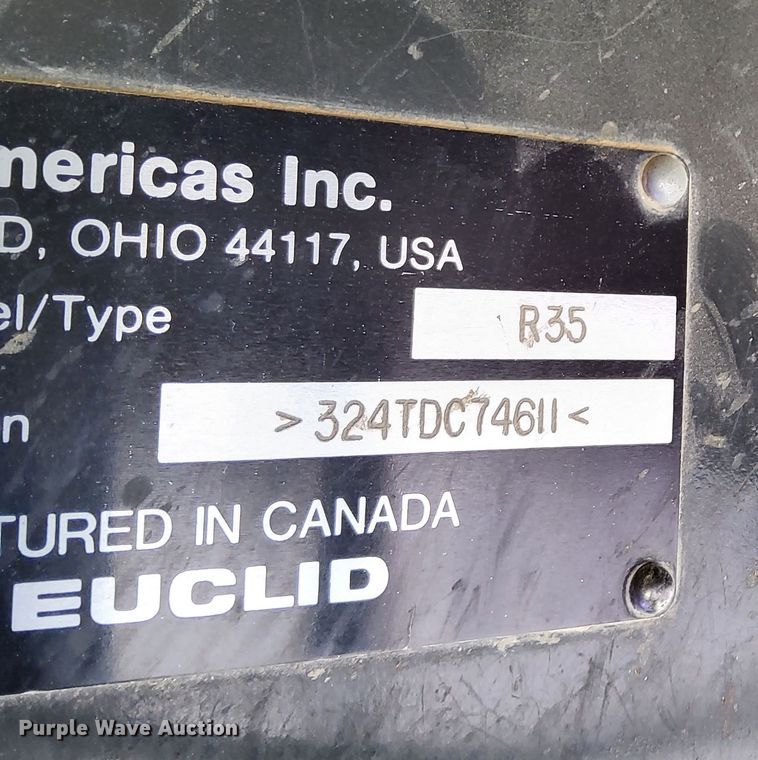 mericas Inc.
D, OHIO 44117, USA
el/Type R35
n >324TDC74611<
TURED IN CANADA
EUCLID
Purple Wave Auction